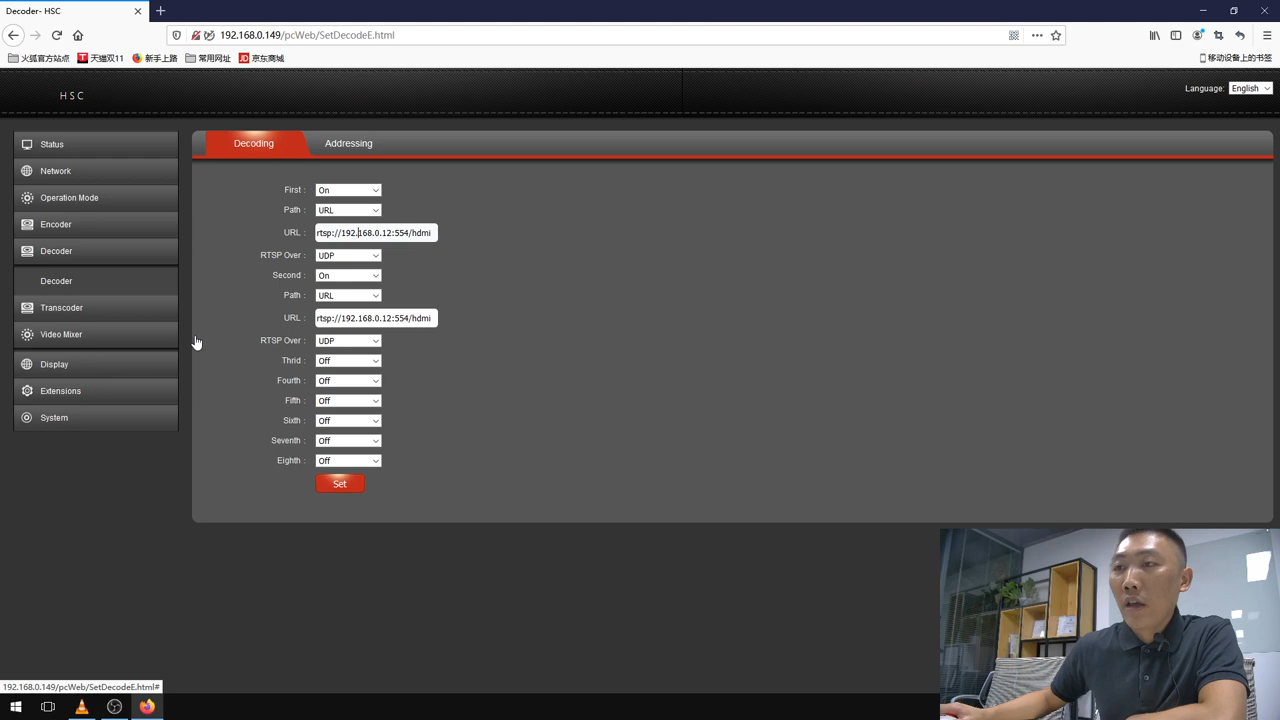 Decoder- HSC
192.168.0.149/pcWeb/SetDecodeE.html
火狐官方站点 天猫双11 新手上路 常用网址 JD 京东商城 移动设备上的书签
HSC
Language: English
Status
Network
Operation Mode
Encoder
Decoder
Decoder
Transcoder
Video Mixer
Display
Extensions
System
Decoding Addressing
First : On
Path : URL
URL : rtsp://192.168.0.12:554/hdmi
RTSP Over : UDP
Second : On
Path : URL
URL : rtsp://192.168.0.12:554/hdmi
RTSP Over : UDP
Thrid : Off
Fourth : Off
Fifth : Off
Sixth : Off
Seventh : Off
Eighth : Off
Set
192.168.0.149/pcWeb/SetDecodeE.html#